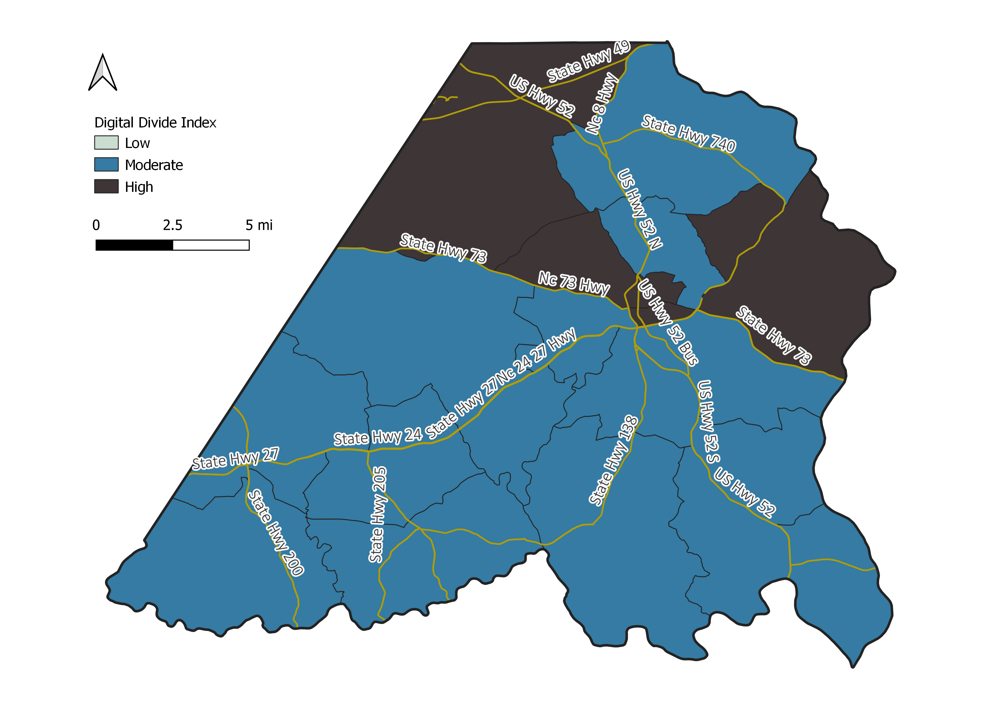 State Hwy 49
Us Hwy 52
Nc 8 Hwy
State Hwy 740
Digital Divide Index
Low
Moderate
High
US Hwy 52 N
0 2.5 5 mi
State Hwy 73
Nc 73 Hwy
US Hwy 52 Bus
State Hwy 73
Nc 24 27 Hwy
State Hwy 27
US Hwy 52 S
State Hwy 24
State Hwy 138
State Hwy 27
State Hwy 205
US Hwy 52
State Hwy 200